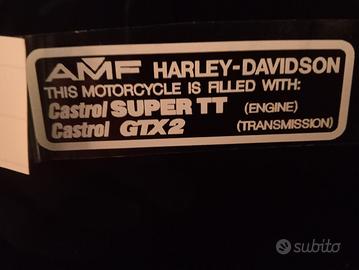 AMF HARLEY-DAVIDSON
THIS MOTORCYCLE IS FILLED WITH:
Castrol SUPER TT (ENGINE)
Castrol GTX2 (TRANSMISSION)
subito